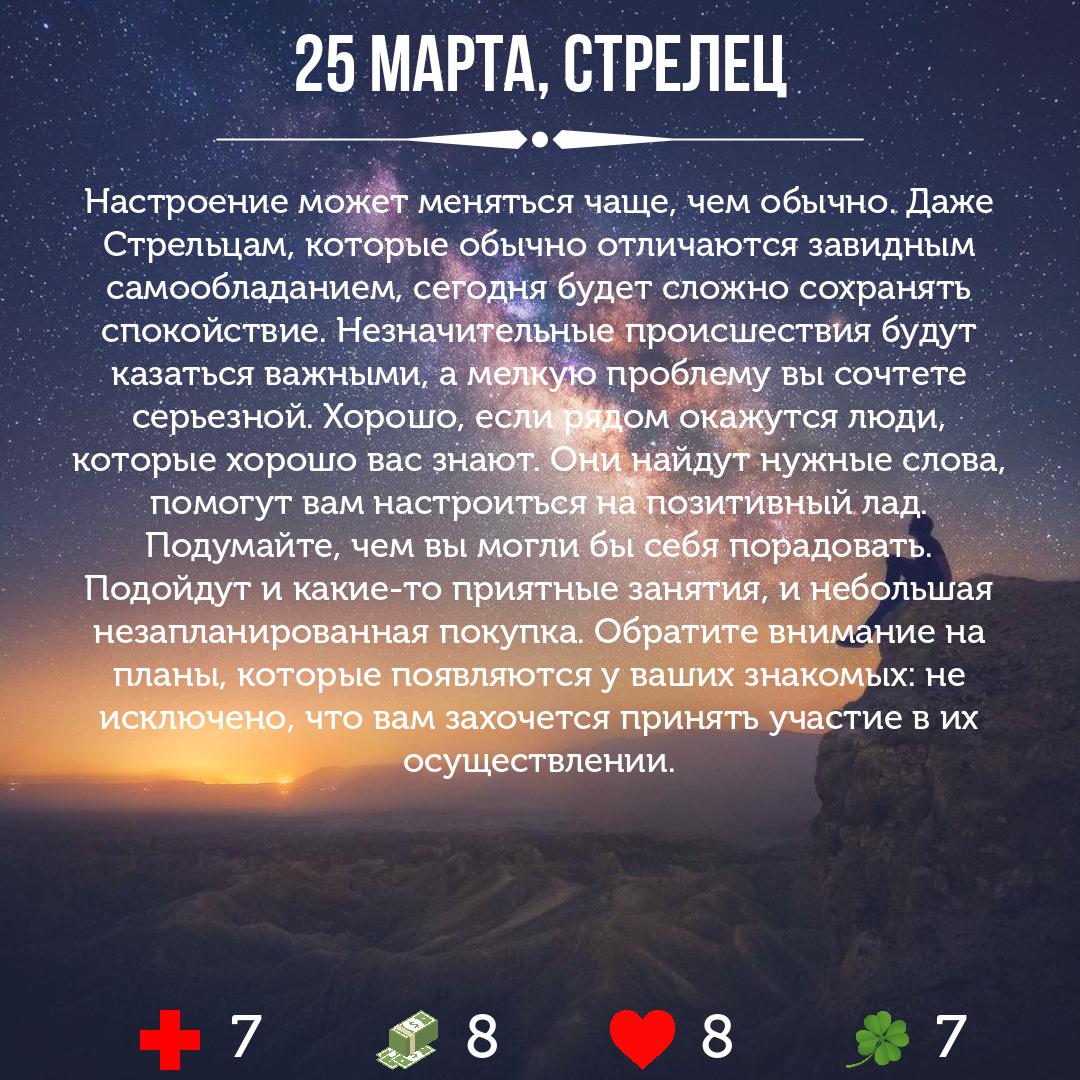 25 МАРТА, СТРЕЛЕЦ
Настроение может меняться чаще, чем обычно. Даже
Стрельцам, которые обычно отличаются завидным
самообладанием, сегодня будет сложно сохранять
спокойствие. Незначительные происшествия будут
казаться важными, а мелкую проблему вы сочтете
серьезной. Хорошо, если рядом окажутся люди,
которые хорошо вас знают. Они найдут нужные слова,
помогут вам настроиться на позитивный лад.
Подумайте, чем вы могли бы себя порадовать.
Подойдут и какие-то приятные занятия, и небольшая
незапланированная покупка. Обратите внимание на
планы, которые появляются у ваших знакомых: не
исключено, что вам захочется принять участие в их
осуществлении.
7 8 8 7